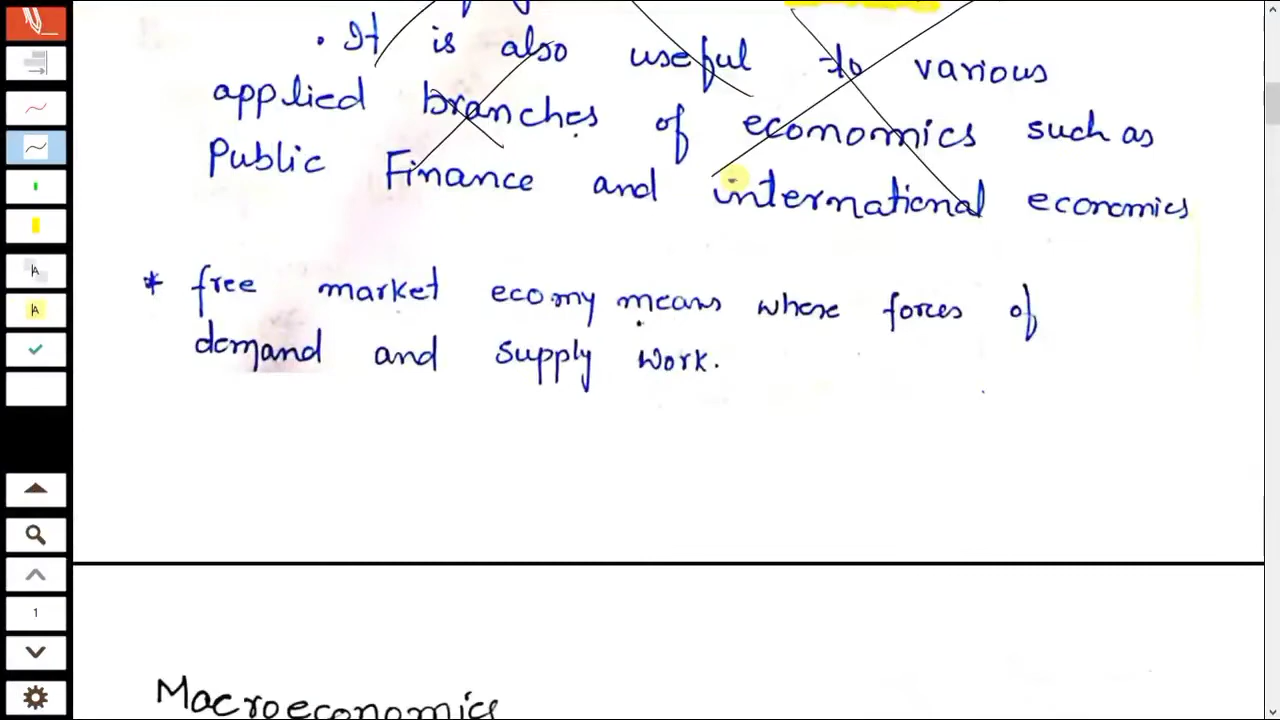 . It is also useful to various
applied branches of economics such as
Public Finance and international economics
* free market ecomy means where forces of
demand and supply work.
1
Macroeconomics